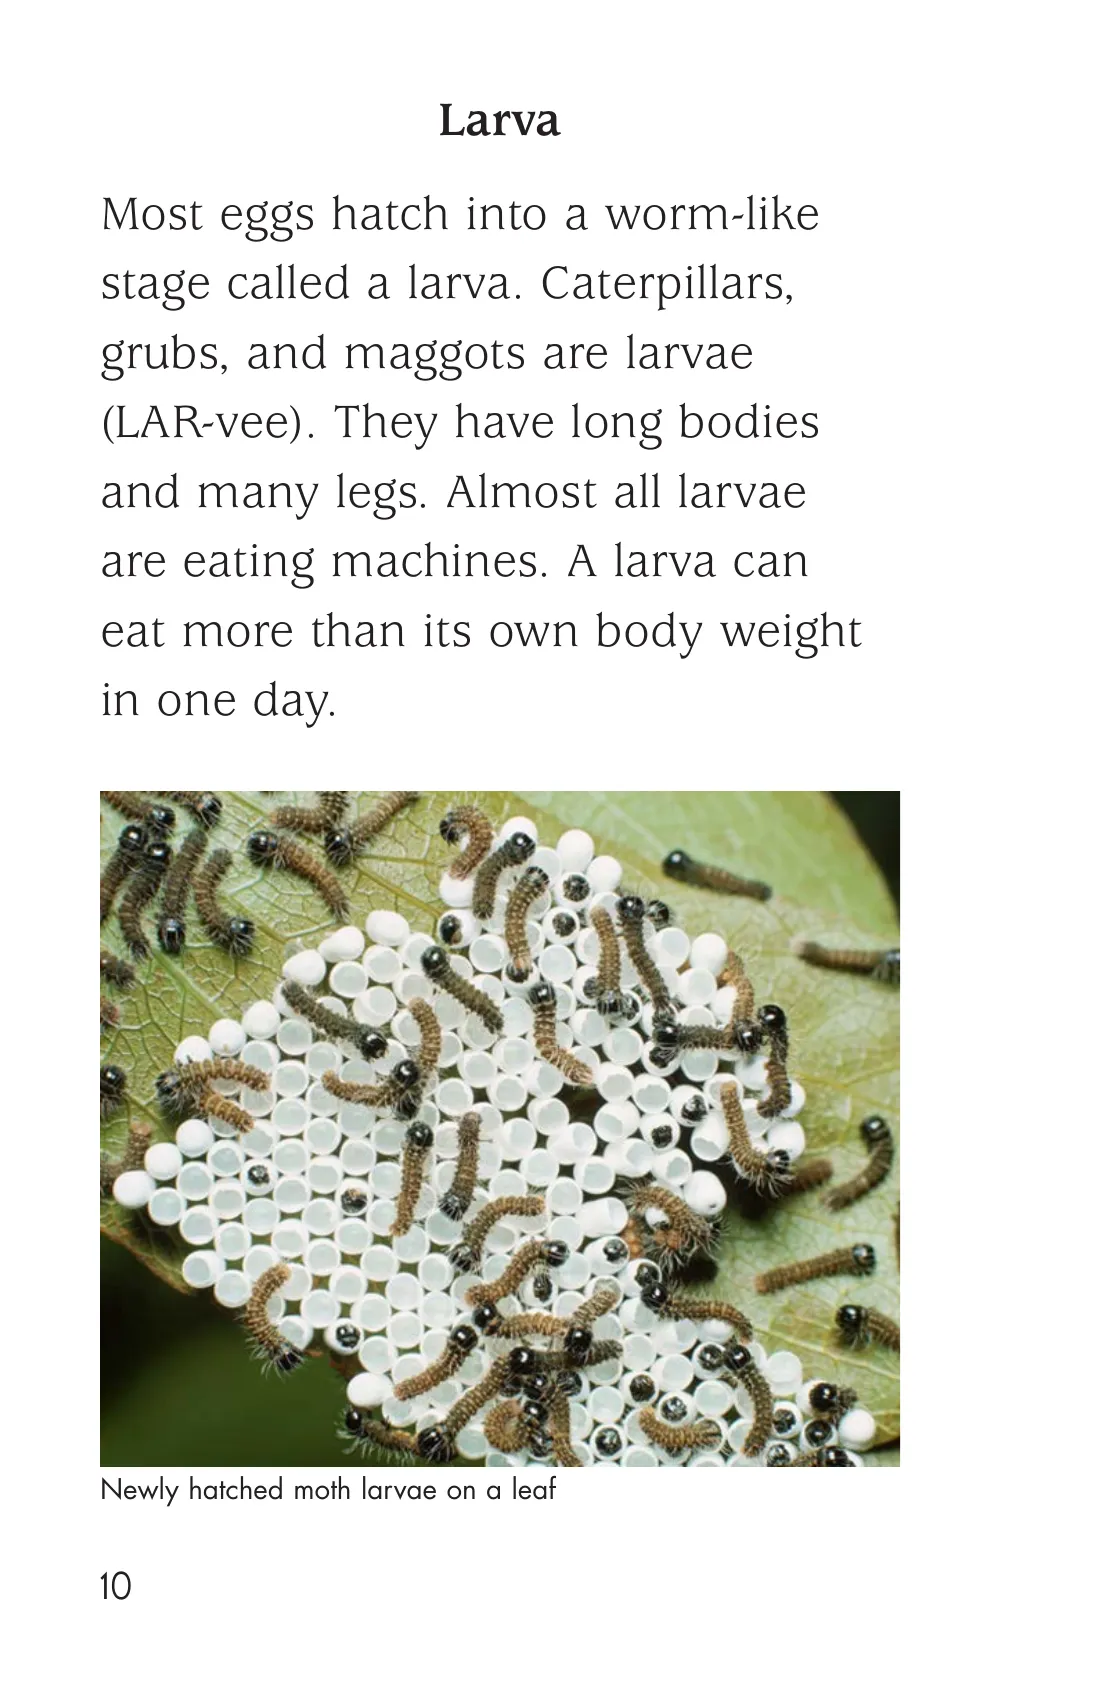 Larva
Most eggs hatch into a worm-like
stage called a larva. Caterpillars,
grubs, and maggots are larvae
(LAR-vee). They have long bodies
and many legs. Almost all larvae
are eating machines. A larva can
eat more than its own body weight
in one day.
Newly hatched moth larvae on a leaf
10